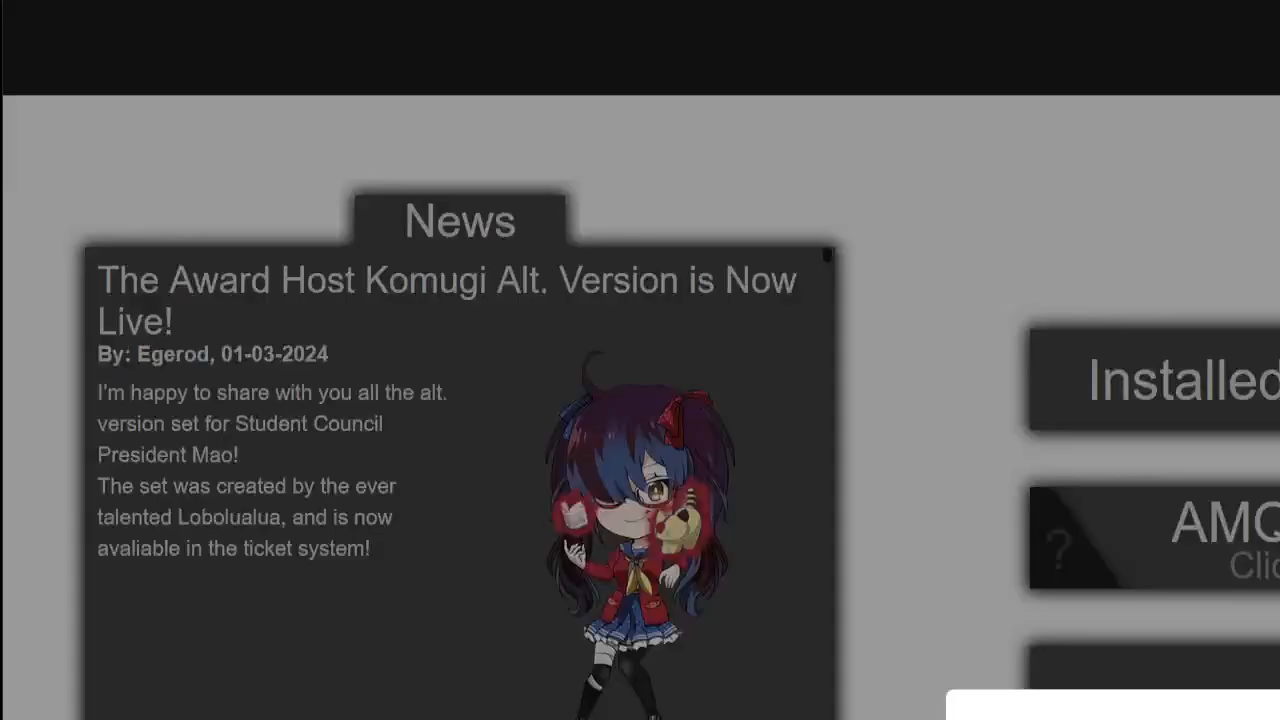 News
The Award Host Komugi Alt. Version is Now
Live!
By: Egerod, 01-03-2024
I'm happy to share with you all the alt.
version set for Student Council
President Mao!
The set was created by the ever
talented Lobolualua, and is now
avaliable in the ticket system!
Installed
?
AMQ
Clic